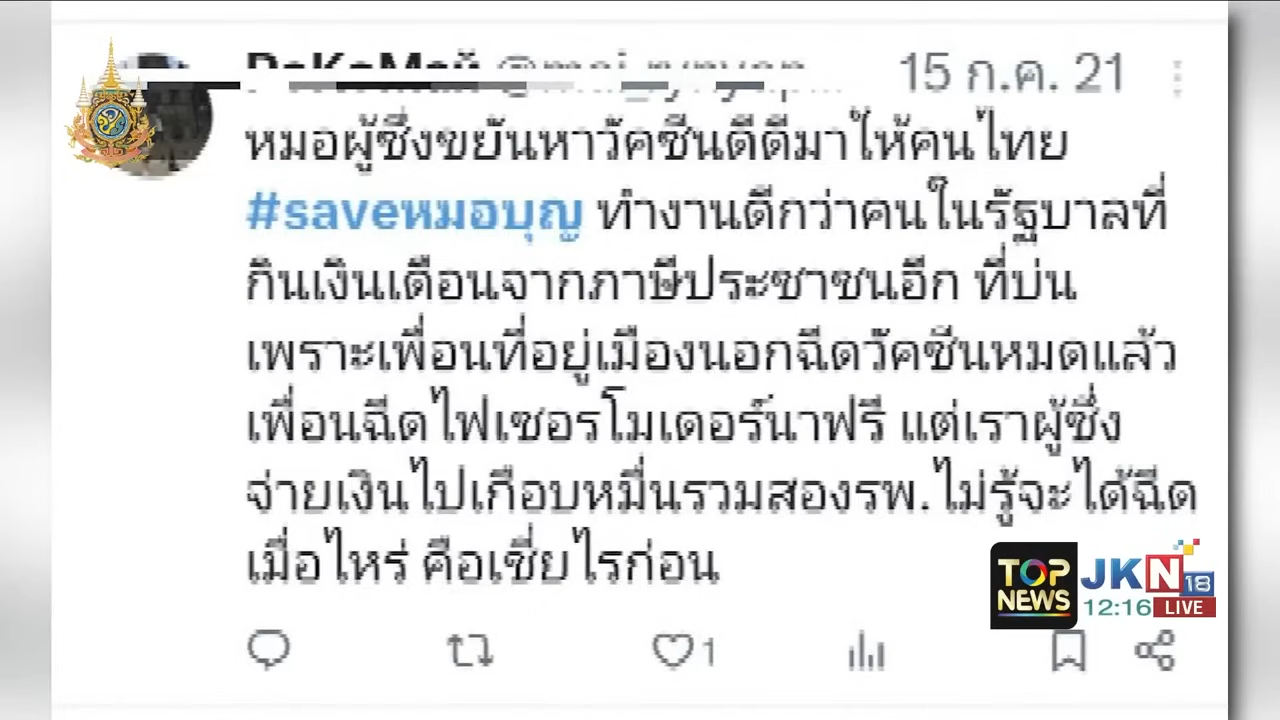 15 ก.ค. 21
หมอผู้ซึ่งขยันหาวัคซีนดีดีมาให้คนไทย
#saveหมอบุญ ทำงานดีกว่าคนในรัฐบาลที่
กินเงินเดือนจากภาษีประชาชนอีก ที่บ่น
เพราะเพื่อนที่อยู่เมืองนอกฉีดวัคซีนหมดแล้ว
เพื่อนฉีดไฟเซอรโมเดอร์นาฟรี แต่เราผู้ซึ่ง
จ่ายเงินไปเกือบหมื่นรวมสองรพ.ไม่รู้จะได้ฉีด
เมื่อไหร่ คือเชี่ยไรก่อน
1
TOP NEWS
JKN 18
12:16 LIVE